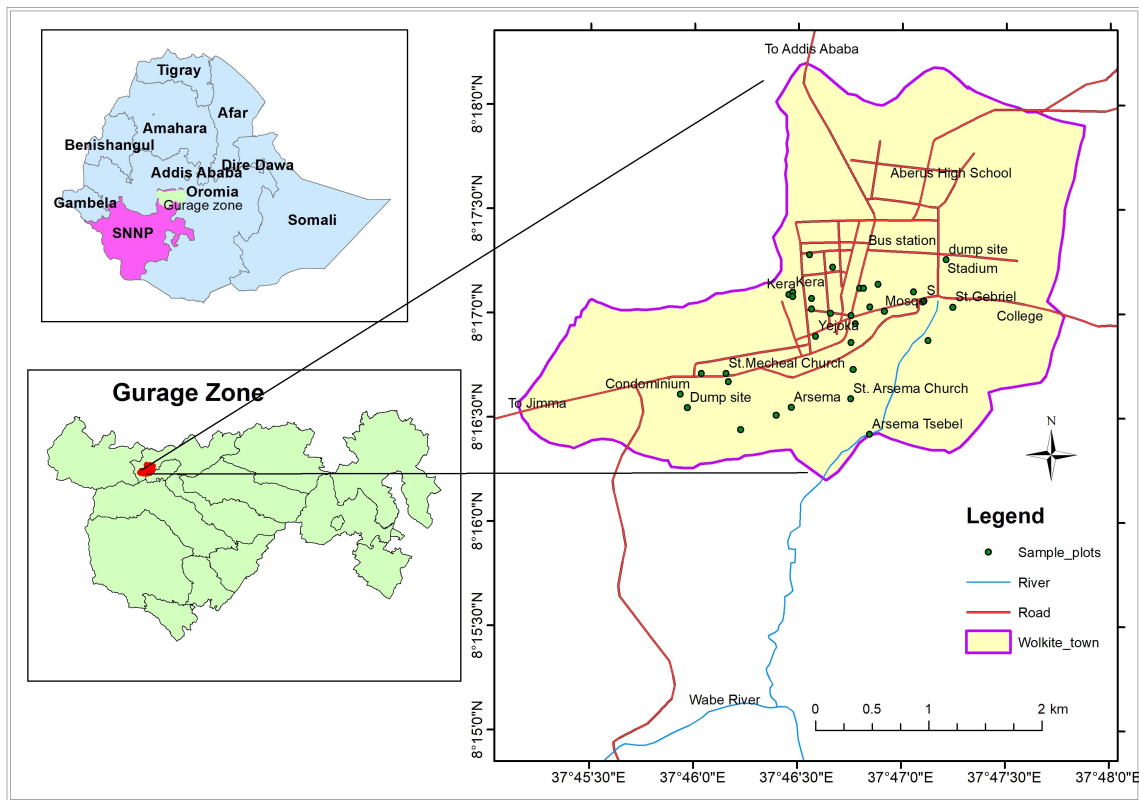 Tigray
Afar
Amahara
Benishangul
Dire Dawa
Addis Ababa
Oromia
Gambela
Gurage zone
Somali
SNNP
Gurage Zone
To Addis Ababa
Aberus High School
Bus station
dump site
Stadium
Kera
Kera
S
St.Gebriel
Mosqe
College
Yejoka
St.Mecheal Church
Condominium
St. Arsema Church
Dump site
Arsema
To Jimma
Arsema Tsebel
Wabe River
8°18'0"N
8°17'30"N
8°17'0"N
8°16'30"N
8°16'0"N
8°15'30"N
8°15'0"N
37°45'30"E
37°46'0"E
37°46'30"E
37°47'0"E
37°47'30"E
37°48'0"E
N
Legend
Sample_plots
River
Road
Wolkite_town
0 0.5 1 2 km